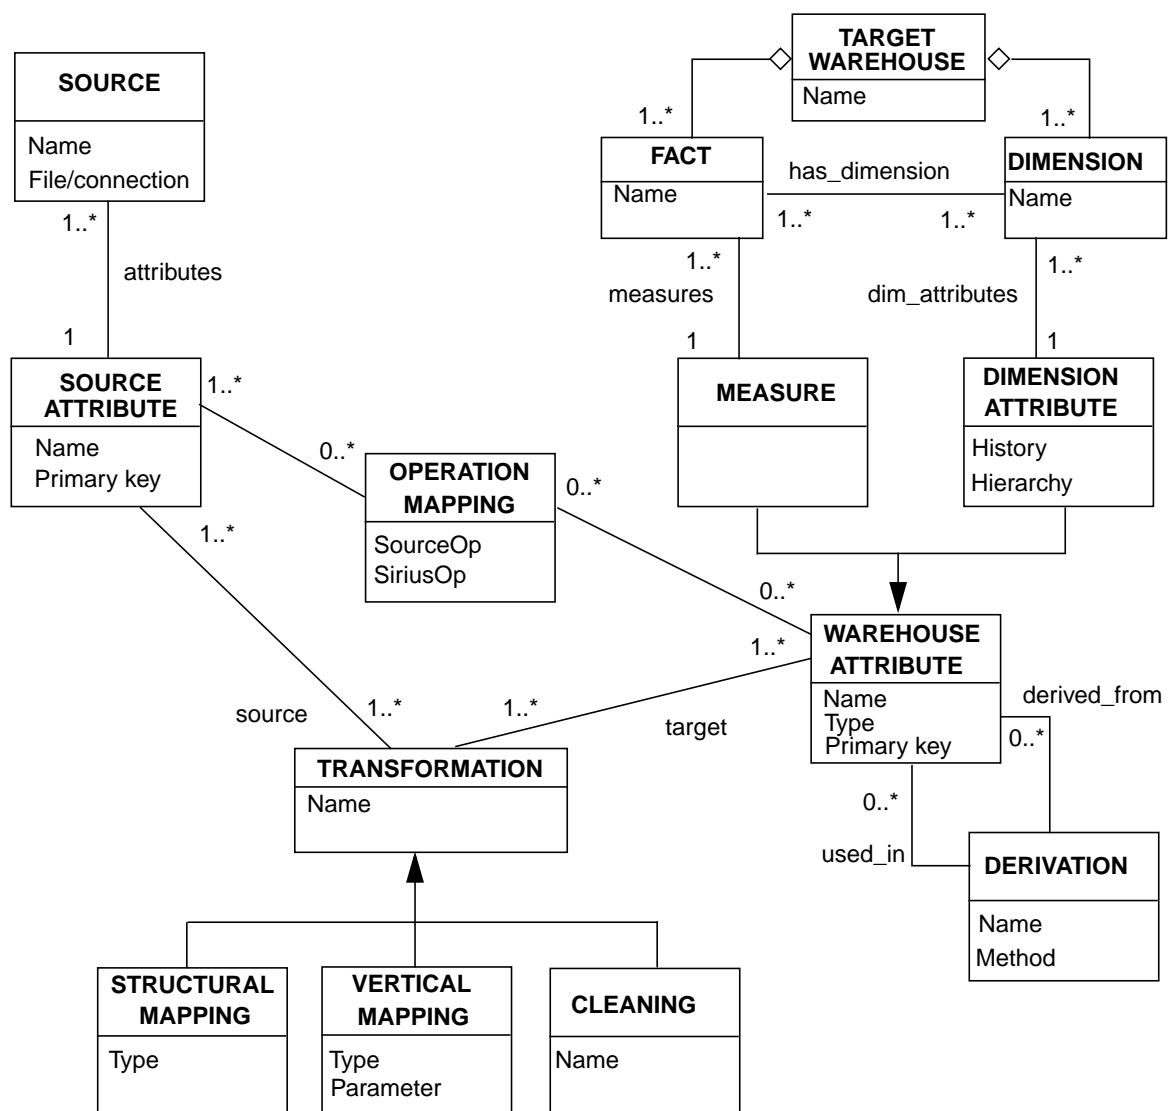 TARGET
WAREHOUSE
Name
SOURCE
Name
File/connection
1..*
attributes
1
1..*
1..*
FACT
Name
has_dimension
1..*
1..*
DIMENSION
Name
1..*
measures
1
1..*
dim_attributes
1
SOURCE
ATTRIBUTE
Name
Primary key
1..*
0..*
1..*
OPERATION
MAPPING
SourceOp
SiriusOp
0..*
0..*
MEASURE
DIMENSION
ATTRIBUTE
History
Hierarchy
WAREHOUSE
ATTRIBUTE
Name
Type
Primary key
1..*
derived_from
0..*
0..*
used_in
DERIVATION
Name
Method
source
1..*
1..*
target
TRANSFORMATION
Name
STRUCTURAL
MAPPING
Type
VERTICAL
MAPPING
Type
Parameter
CLEANING
Name